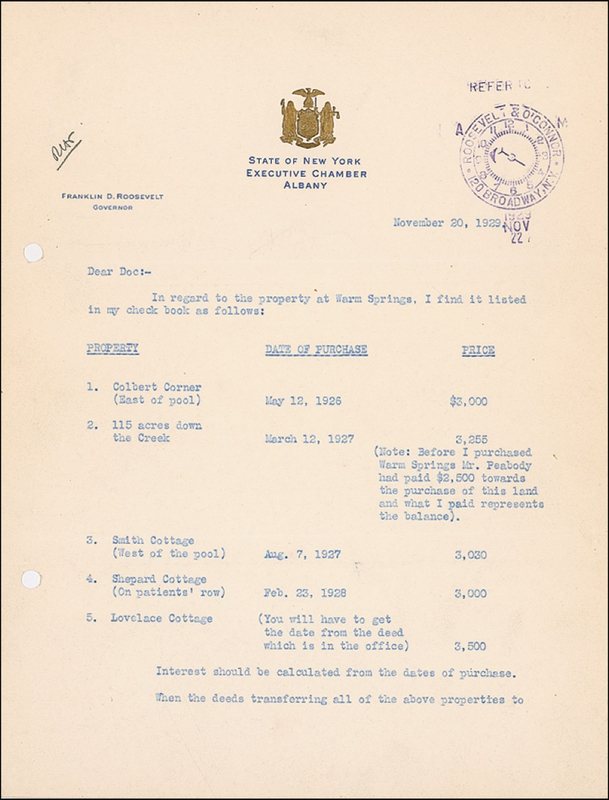 REFER TO
A M
ROOSEVELT & O'CONNOR
120 BROADWAY, N.Y.
12
1929
NOV
22
STATE OF NEW YORK
EXECUTIVE CHAMBER
ALBANY
FRANKLIN D. ROOSEVELT
GOVERNOR
November 20, 1929.
Dear Doc:-
In regard to the property at Warm Springs, I find it listed
in my check book as follows:
PROPERTY DATE OF PURCHASE PRICE
1. Colbert Corner
(East of pool) May 12, 1926 $3,000
2. 115 acres down
the Creek March 12, 1927 3,255
(Note: Before I purchased
Warm Springs Mr. Peabody
had paid $2,500 towards
the purchase of this land
and what I paid represents
the balance).
3. Smith Cottage
(West of the pool) Aug. 7, 1927 3,030
4. Shepard Cottage
(On patients' row) Feb. 23, 1928 3,000
5. Lovelace Cottage (You will have to get
the date from the deed
which is in the office) 3,500
Interest should be calculated from the dates of purchase.
When the deeds transferring all of the above properties to